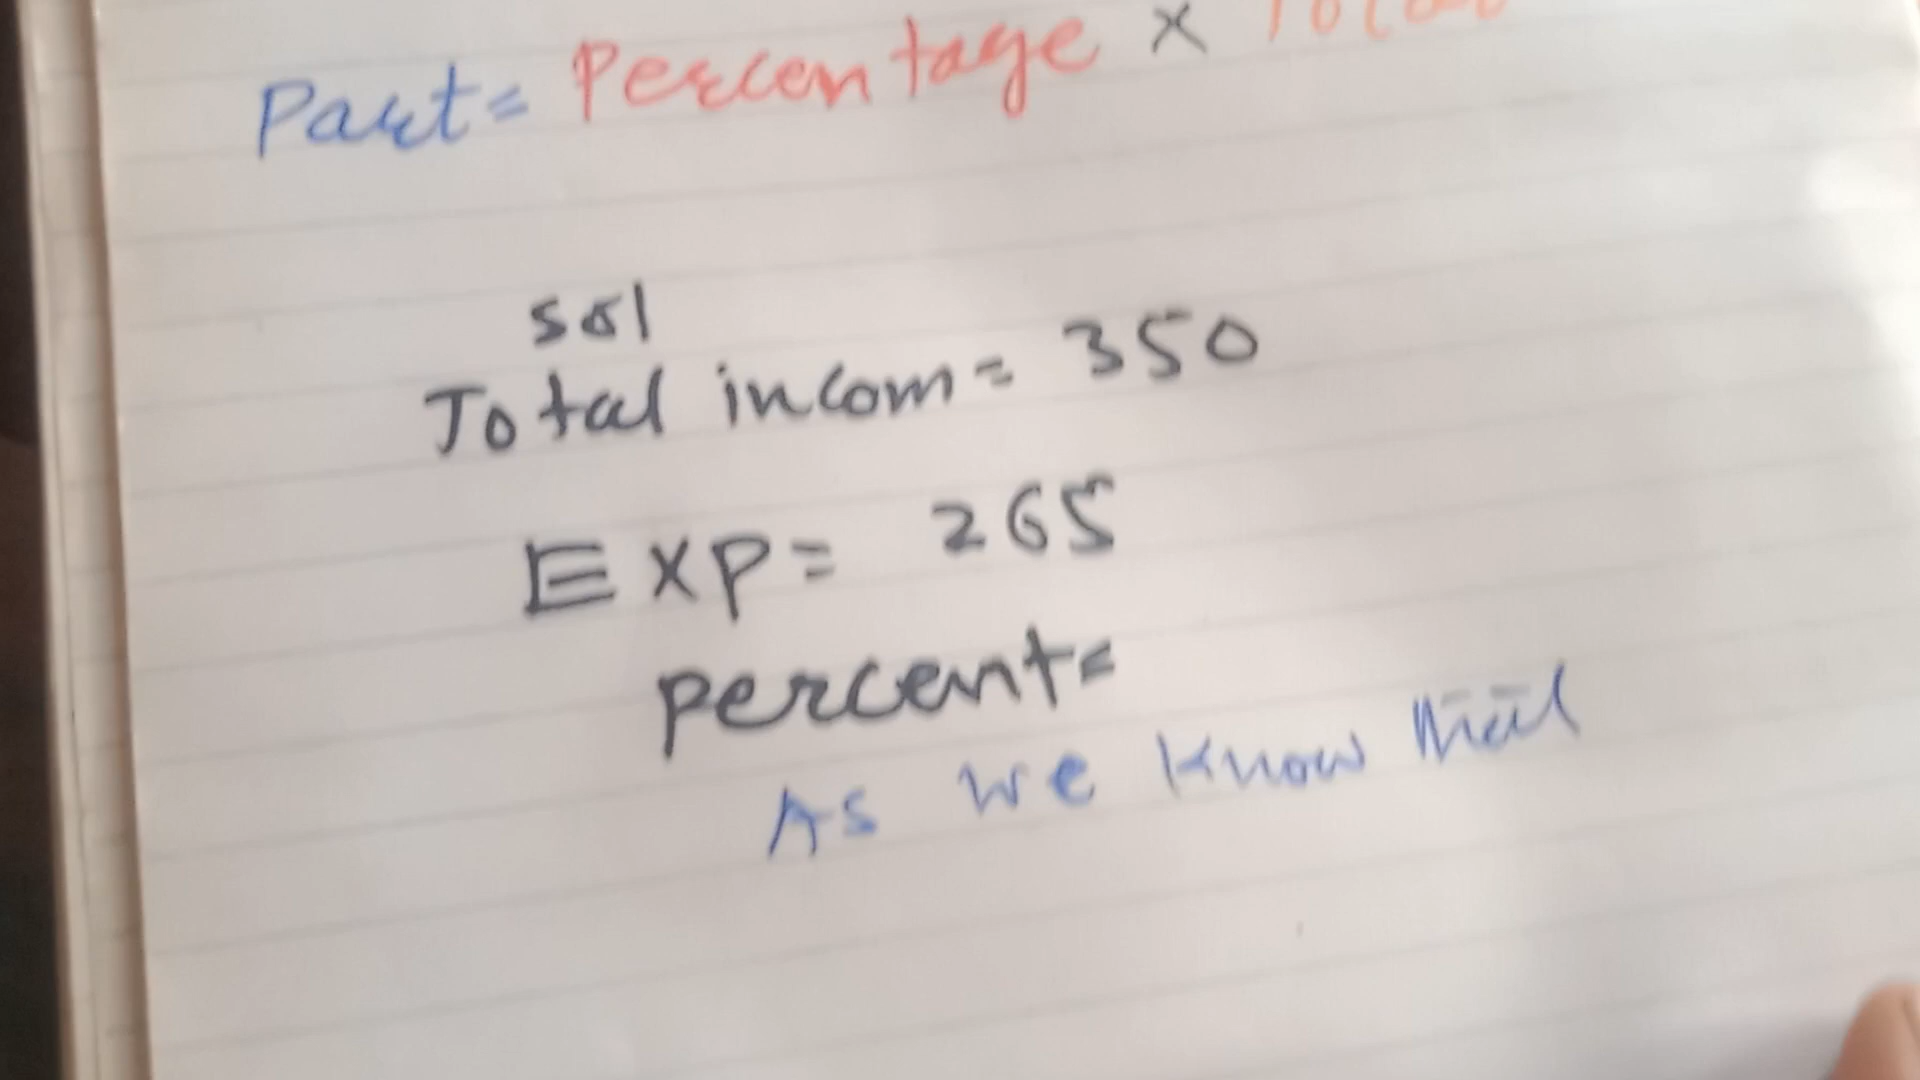 Part= Percentage ×
sol
Total incom= 350
Exp= 265
percent=
As we know that